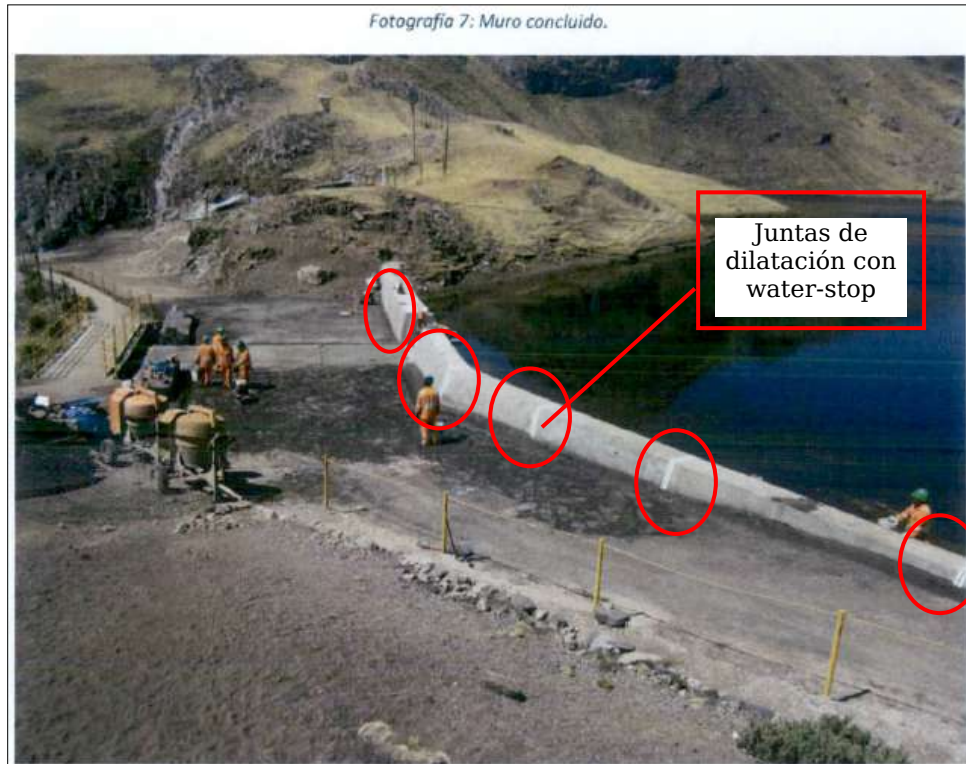 Fotografía 7: Muro concluido.
Juntas de
dilatación con
water-stop